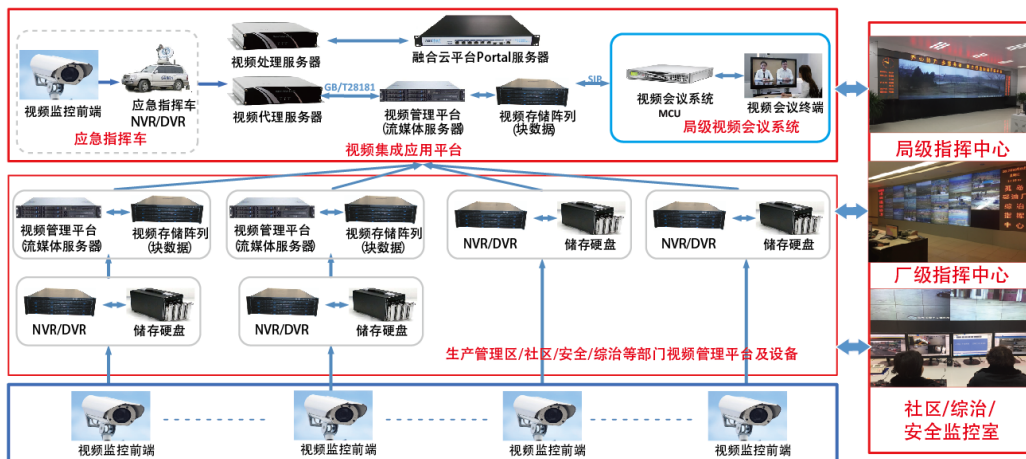 视频处理服务器
融合云平台Portal服务器
视频监控前端
应急指挥车
NVR/DVR
应急指挥车
视频代理服务器
GB/T28181
视频管理平台
(流媒体服务器)
视频存储阵列
(块数据)
SIR
视频会议系统
MCU
视频会议终端
局级视频会议系统
视频集成应用平台
局级指挥中心
视频管理平台
(流媒体服务器)
视频存储阵列
(块数据)
视频管理平台
(流媒体服务器)
视频存储阵列
(块数据)
NVR/DVR
储存硬盘
NVR/DVR
储存硬盘
厂级指挥中心
NVR/DVR
储存硬盘
NVR/DVR
储存硬盘
生产管理区/社区/安全/综治等部门视频管理平台及设备
视频监控前端
视频监控前端
视频监控前端
视频监控前端
社区/综治/
安全监控室